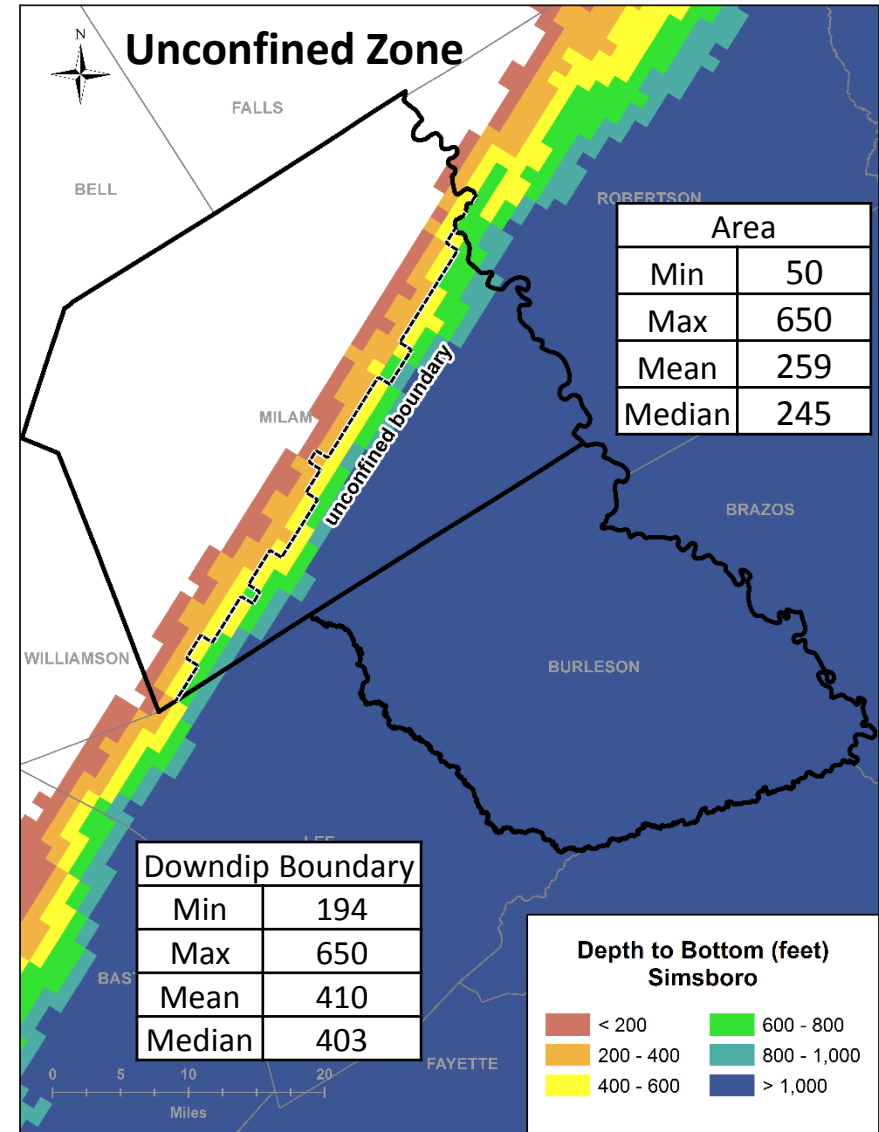 Unconfined Zone
N
FALLS
BELL
ROBERTSON
Area
Min 50
Max 650
Mean 259
Median 245
MILAM
unconfined boundary
BRAZOS
WILLIAMSON
BURLESON
LEE
Downdip Boundary
Min 194
Max 650
Mean 410
Median 403
BAST
FAYETTE
0 5 10 20
Miles
Depth to Bottom (feet)
Simsboro
< 200
200 - 400
400 - 600
600 - 800
800 - 1,000
> 1,000